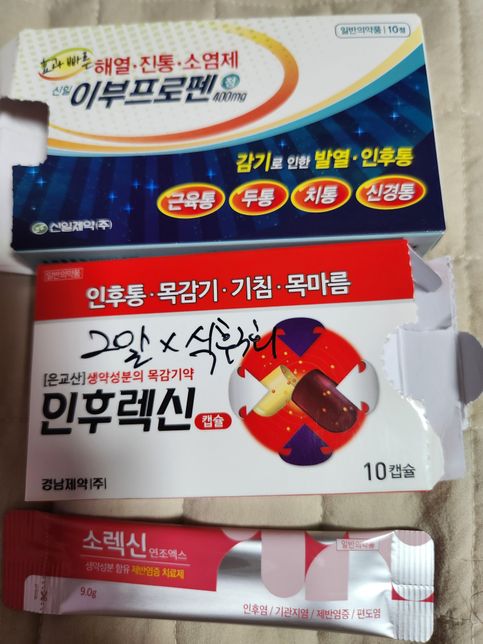 일반의약품 | 10정
효과 빠른 해열·진통·소염제
신일 이부프로펜 정 400mg
감기로 인한 발열·인후통
근육통 두통 치통 신경통
신일제약(주)
일반의약품
인후통·목감기·기침·목마름
식후
[은교산] 생약성분의 목감기약
인후렉신 캡슐
경남제약(주)
10캡슐
소렉신 연조엑스
일반의약품
생약성분 함유 제반염증 치료제
9.0g
인후염 / 기관지염 / 제반염증 / 편도염